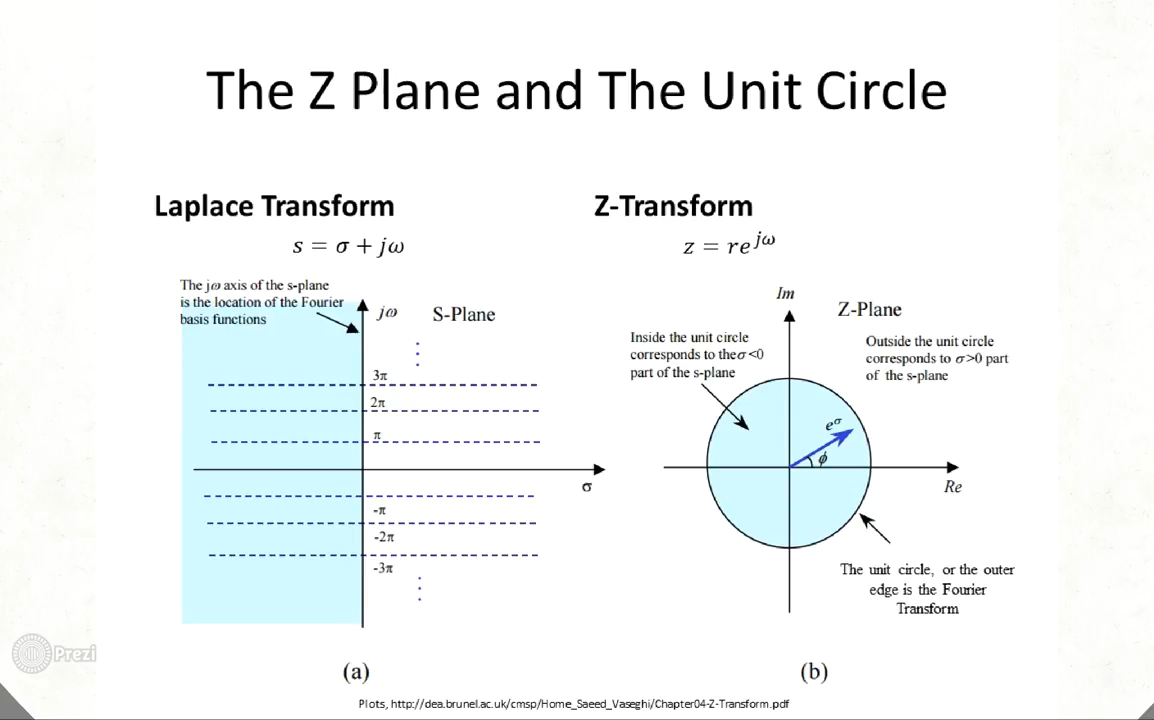 The Z Plane and The Unit Circle
Laplace Transform
s = σ + jω
The jω axis of the s-plane
is the location of the Fourier
basis functions
jω
S-Plane
3π
2π
π
σ
-π
-2π
-3π
(a)
Z-Transform
z = re^{jω}
Im
Z-Plane
Inside the unit circle
corresponds to the σ<0
part of the s-plane
Outside the unit circle
corresponds to σ>0 part
of the s-plane
e^σ
ϕ
Re
The unit circle, or the outer
edge is the Fourier
Transform
(b)
Prezi
Plots, http://dea.brunel.ac.uk/cmsp/Home_Saeed_Vaseghi/Chapter04-Z-Transform.pdf